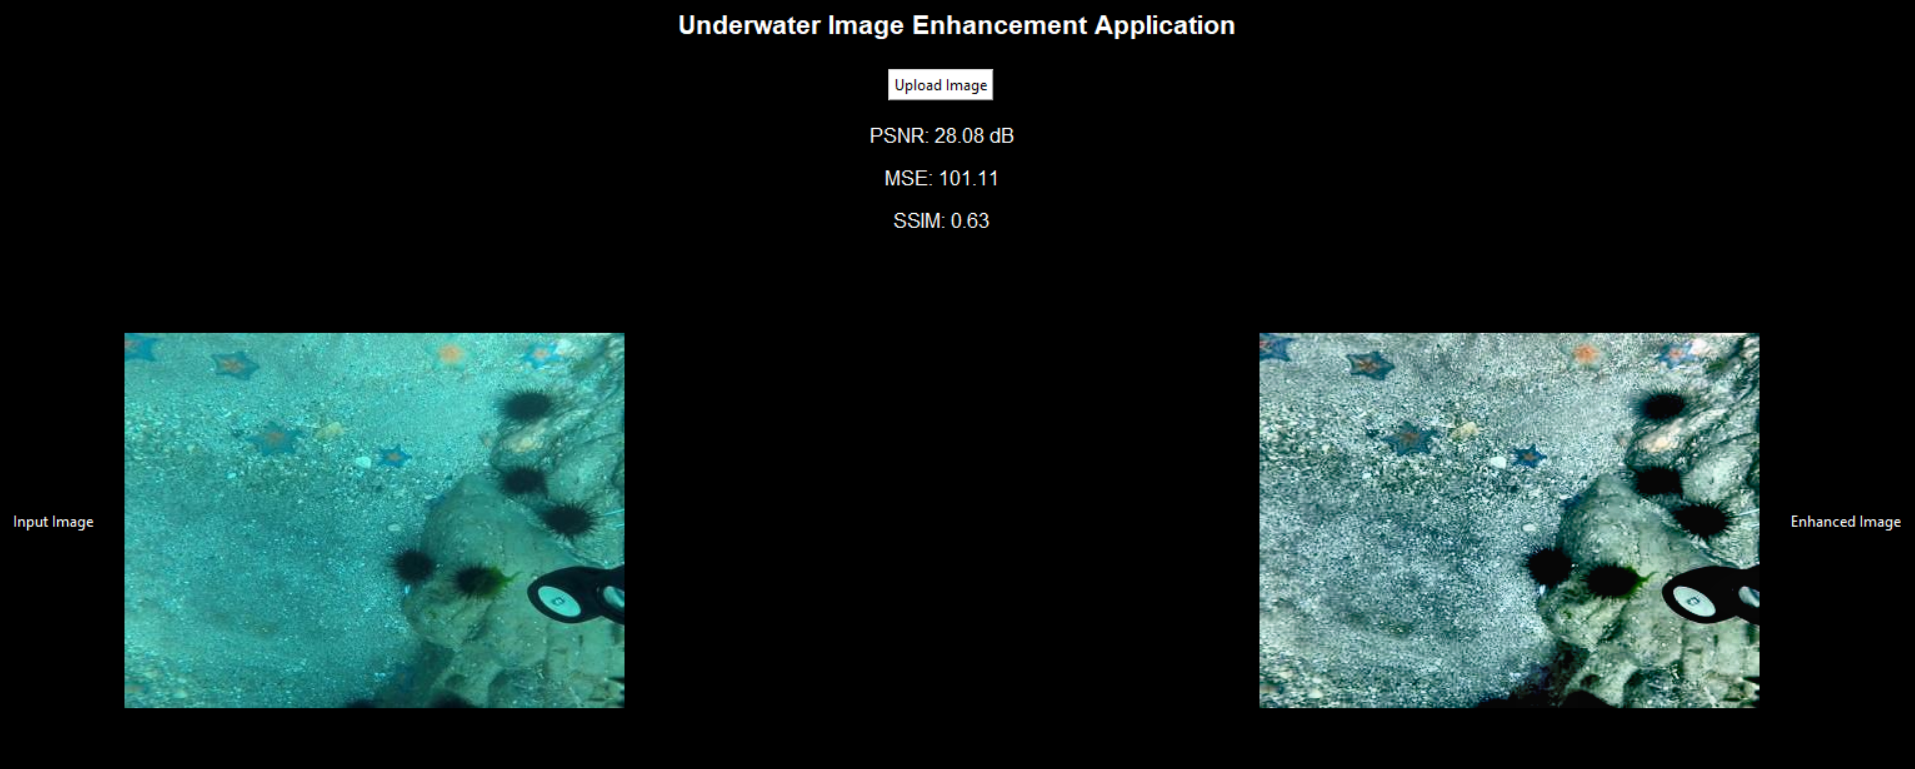 Underwater Image Enhancement Application
Upload Image
PSNR: 28.08 dB
MSE: 101.11
SSIM: 0.63
Input Image
Enhanced Image